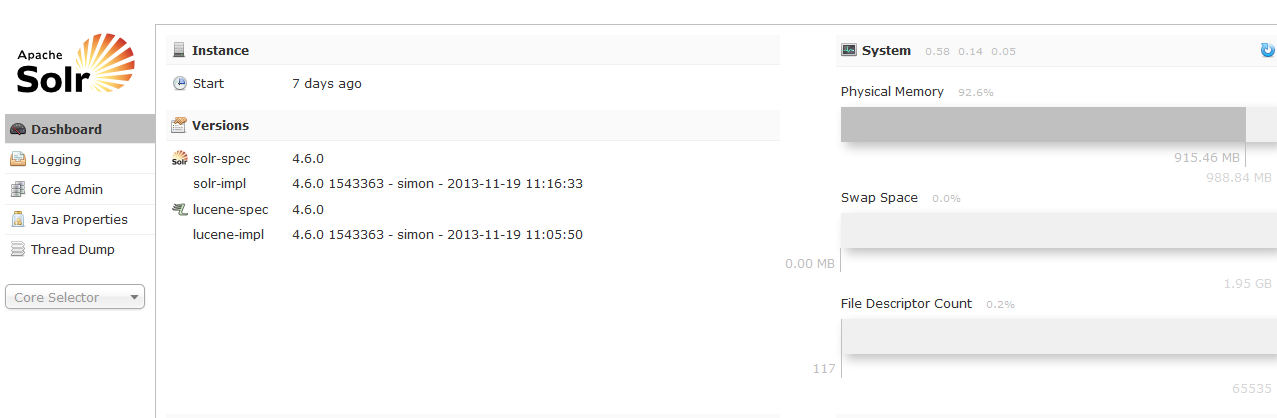 Apache
Solr
Dashboard
Logging
Core Admin
Java Properties
Thread Dump
Core Selector
Instance
Start 7 days ago
Versions
Solr solr-spec 4.6.0
solr-impl 4.6.0 1543363 - simon - 2013-11-19 11:16:33
lucene-spec 4.6.0
lucene-impl 4.6.0 1543363 - simon - 2013-11-19 11:05:50
System 0.58 0.14 0.05
Physical Memory 92.6%
915.46 MB
988.84 MB
Swap Space 0.0%
0.00 MB
1.95 GB
File Descriptor Count 0.2%
117
65535